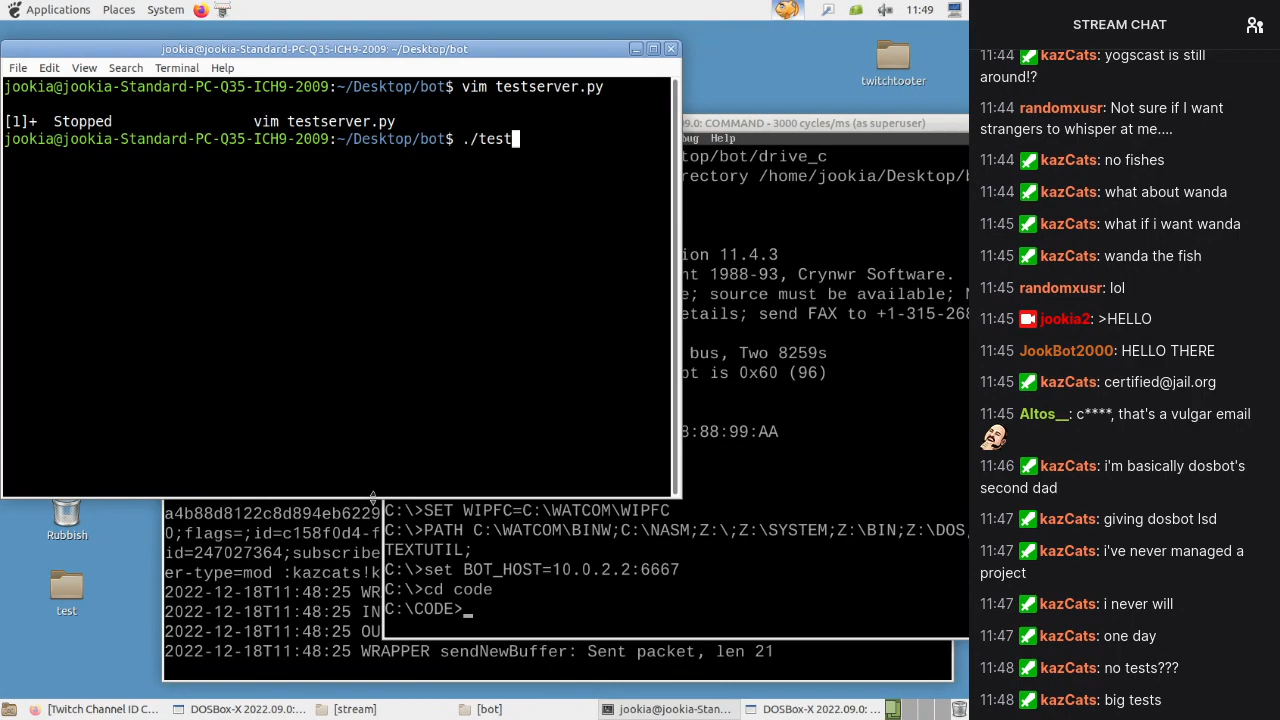 Applications Places System 11:49
jookia@jookia-Standard-PC-Q35-ICH9-2009: ~/Desktop/bot
File Edit View Search Terminal Help
jookia@jookia-Standard-PC-Q35-ICH9-2009:~/Desktop/bot$ vim testserver.py
[1]+ Stopped vim testserver.py
jookia@jookia-Standard-PC-Q35-ICH9-2009:~/Desktop/bot$ ./test
twitchtooter
09.0: COMMAND - 3000 cycles/ms (as superuser)
Help
top/bot/drive_c
rectory /home/jookia/Desktop/b
ion 11.4.3
nt 1988-93, Crynwr Software.
e; source must be available; N
etails; send FAX to +1-315-268
bus, Two 8259s
pt is 0x60 (96)
8:88:99:AA
C:\>SET WIPFC=C:\WATCOM\WIPFC
C:\>PATH C:\WATCOM\BINW;C:\NASM;Z:\;Z:\SYSTEM;Z:\BIN;Z:\DOS;
TEXTUTIL;
C:\>set BOT_HOST=10.0.2.2:6667
C:\>cd code
C:\CODE>_
a4b88d8122c8d894eb6229
0;flags=;id=c158f0d4-f
id=247027364;subscribe
er-type=mod :kazcats!k
2022-12-18T11:48:25 WR
2022-12-18T11:48:25 IN
2022-12-18T11:48:25 OU
2022-12-18T11:48:25 WRAPPER sendNewBuffer: Sent packet, len 21
Rubbish
test
[Twitch Channel ID C...
DOSBox-X 2022.09.0:...
[stream]
[bot]
jookia@jookia-Stan...
DOSBox-X 2022.09.0: ...
STREAM CHAT
11:44 kazCats: yogscast is still
around!?
11:44 randomxusr: Not sure if I want
strangers to whisper at me....
11:44 kazCats: no fishes
11:44 kazCats: what about wanda
11:45 kazCats: what if i want wanda
11:45 kazCats: wanda the fish
11:45 randomxusr: lol
11:45 jookia2: >HELLO
11:45 JookBot2000: HELLO THERE
11:45 kazCats: certified@jail.org
11:45 Altos__: c****, that's a vulgar email
11:46 kazCats: i'm basically dosbot's
second dad
11:47 kazCats: giving dosbot lsd
11:47 kazCats: i've never managed a
project
11:47 kazCats: i never will
11:47 kazCats: one day
11:48 kazCats: no tests???
11:48 kazCats: big tests